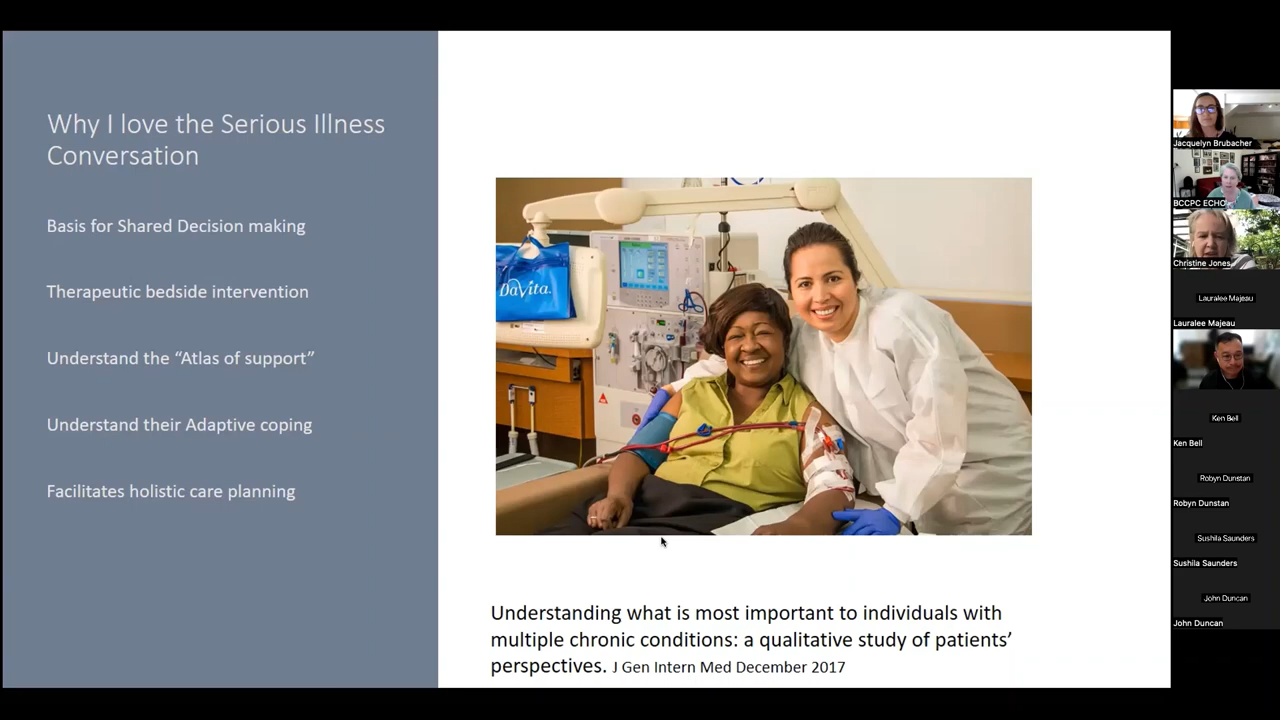 Why I love the Serious Illness
Conversation
Basis for Shared Decision making
Therapeutic bedside intervention
Understand the “Atlas of support”
Understand their Adaptive coping
Facilitates holistic care planning
DaVita.
Understanding what is most important to individuals with
multiple chronic conditions: a qualitative study of patients’
perspectives. J Gen Intern Med December 2017
Jacquelyn Brubacher
BCCPC ECHO
Christine Jones
Lauralee Majeau
Lauralee Majeau
Ken Bell
Ken Bell
Robyn Dunstan
Robyn Dunstan
Sushila Saunders
Sushila Saunders
John Duncan
John Duncan